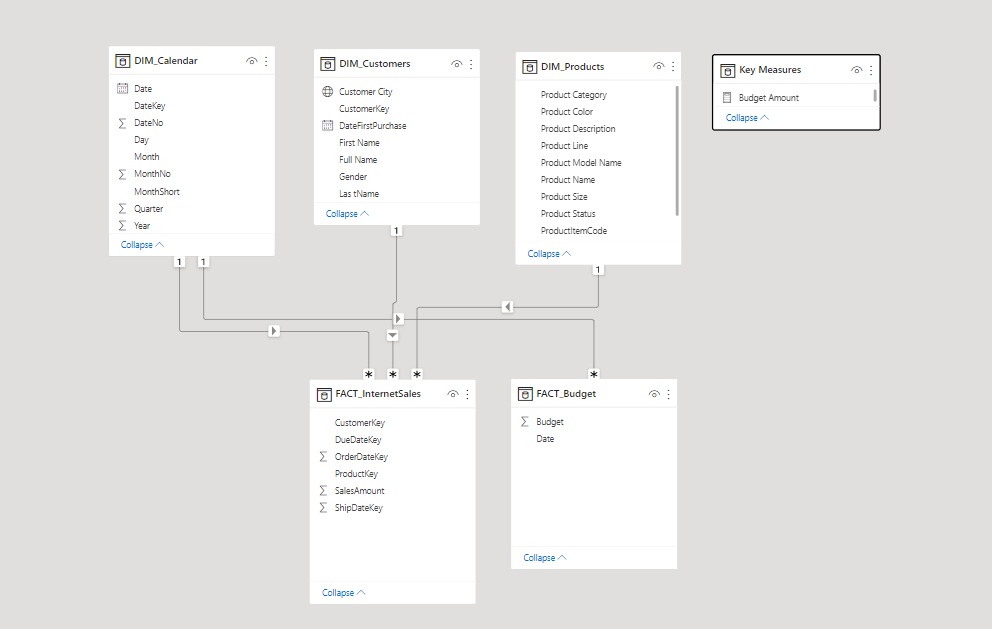 DIM_Calendar
Date
DateKey
DateNo
Day
Month
MonthNo
MonthShort
Quarter
Year
Collapse
DIM_Customers
Customer City
CustomerKey
DateFirstPurchase
First Name
Full Name
Gender
Las tName
Collapse
DIM_Products
Product Category
Product Color
Product Description
Product Line
Product Model Name
Product Name
Product Size
Product Status
ProductItemCode
Collapse
Key Measures
Budget Amount
Collapse
1
1
1
1
*
*
*
*
FACT_InternetSales
CustomerKey
DueDateKey
OrderDateKey
ProductKey
SalesAmount
ShipDateKey
Collapse
FACT_Budget
Budget
Date
Collapse